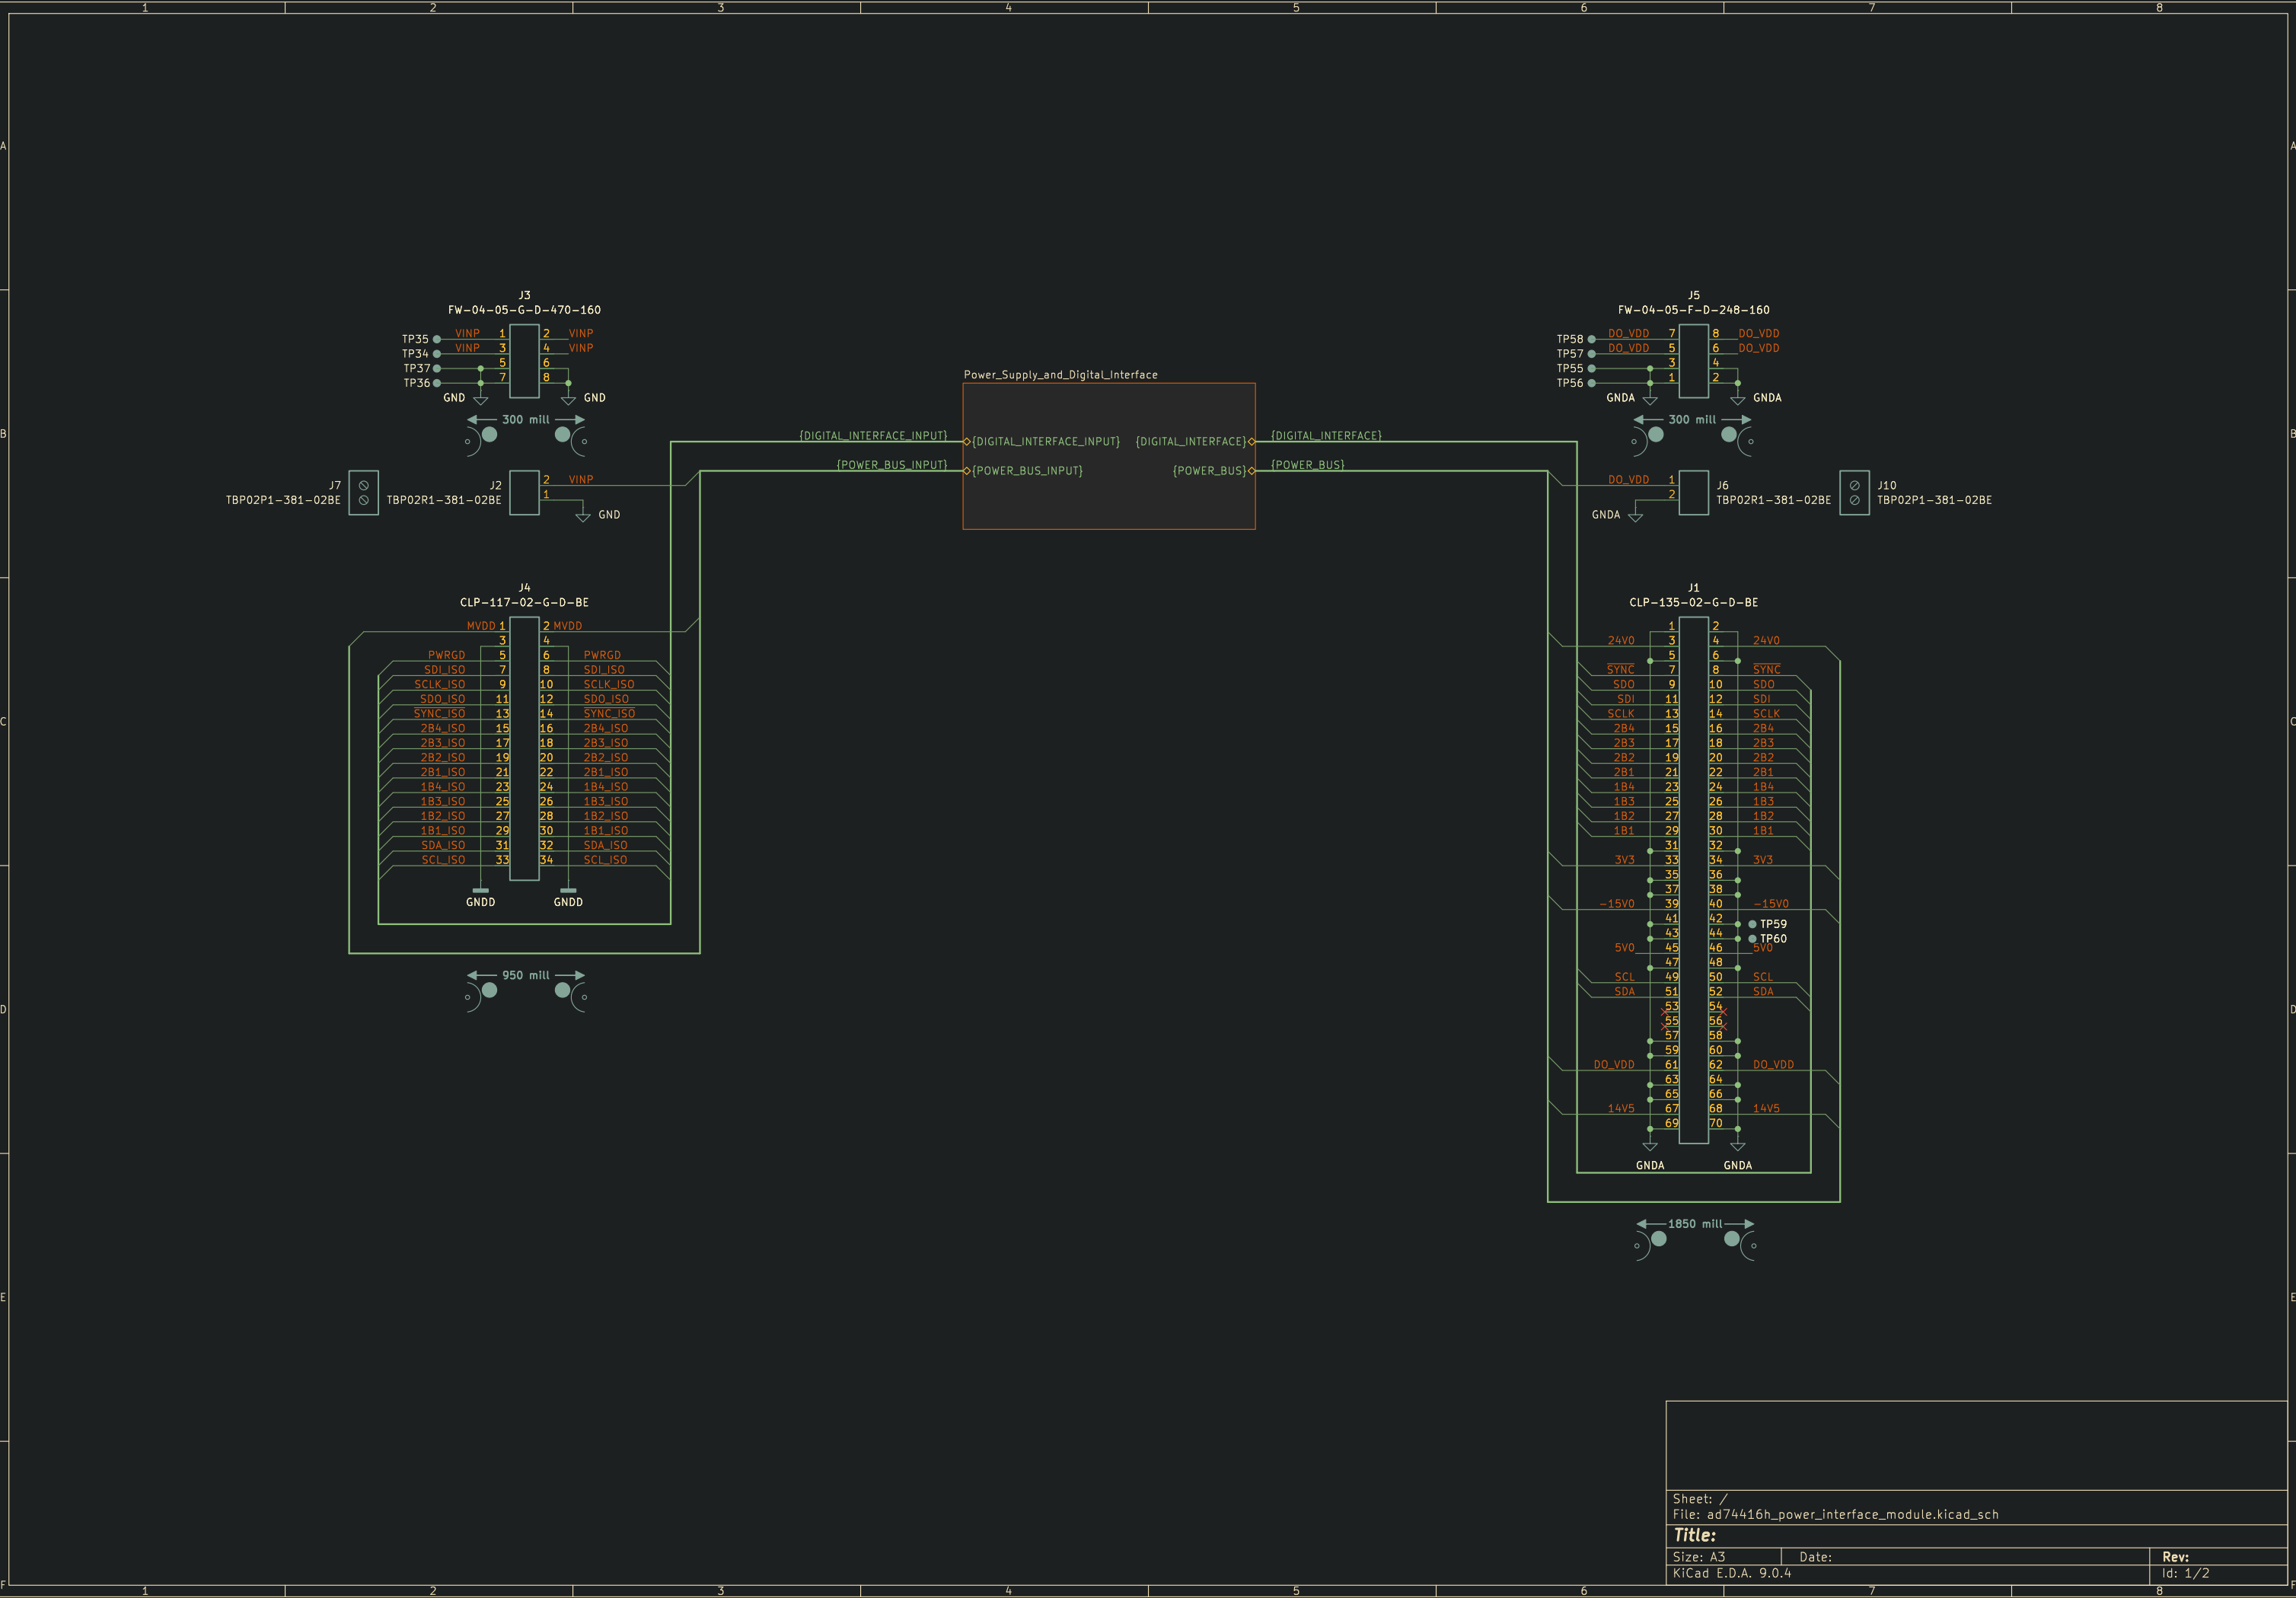 1 2 3 4 5 6 7 8
A A
J3 J5
FW-04-05-G-D-470-160 FW-04-05-F-D-248-160
TP35 VINP 1 2 VINP
TP34 VINP 3 4 VINP
TP37 5 6
TP36 7 8
GND GND
300 mill
TP58 DO_VDD 7 8 DO_VDD
TP57 DO_VDD 5 6 DO_VDD
TP55 3 4
TP56 1 2
GNDA GNDA
300 mill
Power_Supply_and_Digital_Interface
B B
{DIGITAL_INTERFACE_INPUT} {DIGITAL_INTERFACE_INPUT} {DIGITAL_INTERFACE} {DIGITAL_INTERFACE}
{POWER_BUS_INPUT} {POWER_BUS_INPUT} {POWER_BUS} {POWER_BUS}
J7
TBP02P1-381-02BE
J2
TBP02R1-381-02BE
2 VINP
1
GND
DO_VDD 1
2
GNDA
J6
TBP02R1-381-02BE
J10
TBP02P1-381-02BE
J4
CLP-117-02-G-D-BE
MVDD 1 2 MVDD
3 4
PWRGD 5 6 PWRGD
SDI_ISO 7 8 SDI_ISO
SCLK_ISO 9 10 SCLK_ISO
SDO_ISO 11 12 SDO_ISO
SYNC_ISO 13 14 SYNC_ISO
2B4_ISO 15 16 2B4_ISO
2B3_ISO 17 18 2B3_ISO
2B2_ISO 19 20 2B2_ISO
2B1_ISO 21 22 2B1_ISO
1B4_ISO 23 24 1B4_ISO
1B3_ISO 25 26 1B3_ISO
1B2_ISO 27 28 1B2_ISO
1B1_ISO 29 30 1B1_ISO
SDA_ISO 31 32 SDA_ISO
SCL_ISO 33 34 SCL_ISO
GNDD GNDD
950 mill
J1
CLP-135-02-G-D-BE
1 2
24V0 3 4 24V0
5 6
SYNC 7 8 SYNC
SDO 9 10 SDO
SDI 11 12 SDI
SCLK 13 14 SCLK
2B4 15 16 2B4
2B3 17 18 2B3
2B2 19 20 2B2
2B1 21 22 2B1
1B4 23 24 1B4
1B3 25 26 1B3
1B2 27 28 1B2
1B1 29 30 1B1
31 32
3V3 33 34 3V3
35 36
37 38
-15V0 39 40 -15V0
41 42 TP59
43 44 TP60
5V0 45 46 5V0
47 48
SCL 49 50 SCL
SDA 51 52 SDA
53 54
55 56
57 58
59 60
DO_VDD 61 62 DO_VDD
63 64
65 66
14V5 67 68 14V5
69 70
GNDA GNDA
1850 mill
C C
D D
E E
Sheet: /
File: ad74416h_power_interface_module.kicad_sch
Title:
Size: A3 Date: Rev:
KiCad E.D.A. 9.0.4 Id: 1/2
F F
1 2 3 4 5 6 7 8